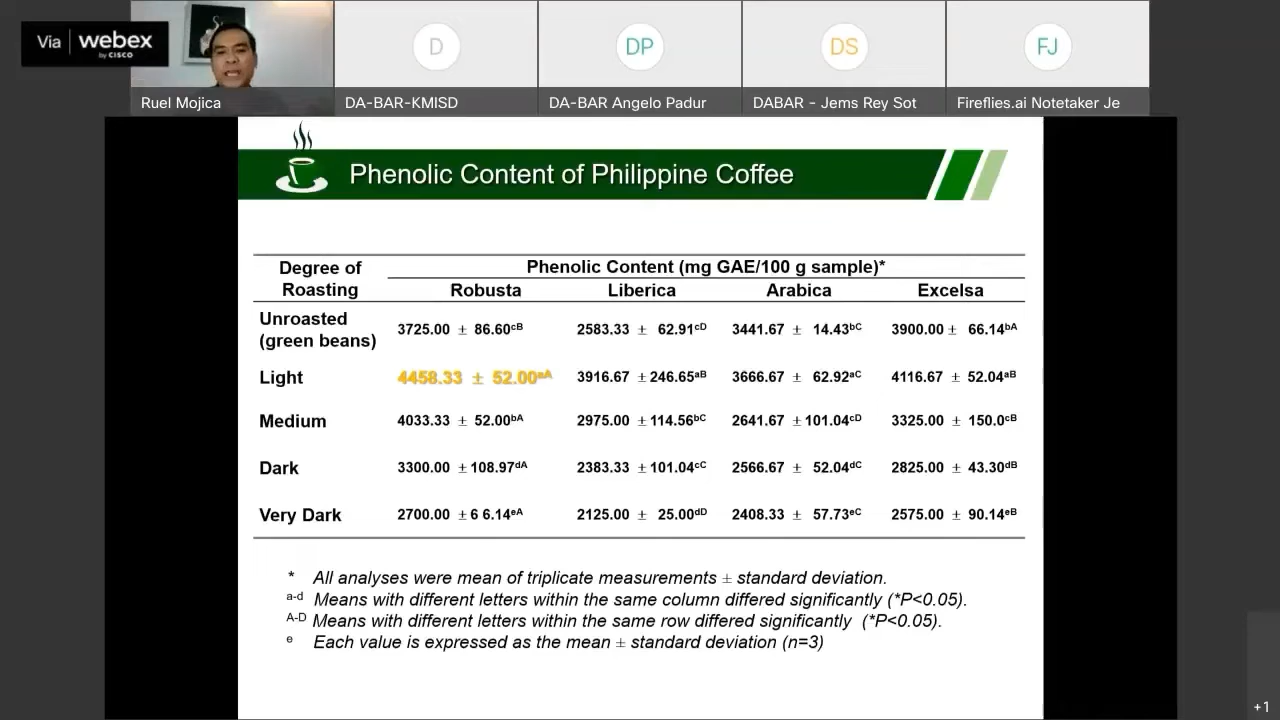 Via webex
by CISCO
Ruel Mojica
DA-BAR-KMISD
DA-BAR Angelo Padur
DABAR - Jems Rey Sot
Fireflies.ai Notetaker Je
D
DP
DS
FJ
Phenolic Content of Philippine Coffee
Degree of Roasting Phenolic Content (mg GAE/100 g sample)*
Robusta Liberica Arabica Excelsa
Unroasted (green beans) 3725.00 ± 86.60cB 2583.33 ± 62.91cD 3441.67 ± 14.43bC 3900.00 ± 66.14bA
Light 4458.33 ± 52.00aA 3916.67 ±246.65aB 3666.67 ± 62.92aC 4116.67 ± 52.04aB
Medium 4033.33 ± 52.00bA 2975.00 ±114.56bC 2641.67 ±101.04cD 3325.00 ± 150.0cB
Dark 3300.00 ±108.97dA 2383.33 ±101.04cC 2566.67 ± 52.04dC 2825.00 ± 43.30dB
Very Dark 2700.00 ±6 6.14eA 2125.00 ± 25.00dD 2408.33 ± 57.73eC 2575.00 ± 90.14eB
* All analyses were mean of triplicate measurements ± standard deviation.
a-d Means with different letters within the same column differed significantly (*P<0.05).
A-D Means with different letters within the same row differed significantly (*P<0.05).
e Each value is expressed as the mean ± standard deviation (n=3)
+1